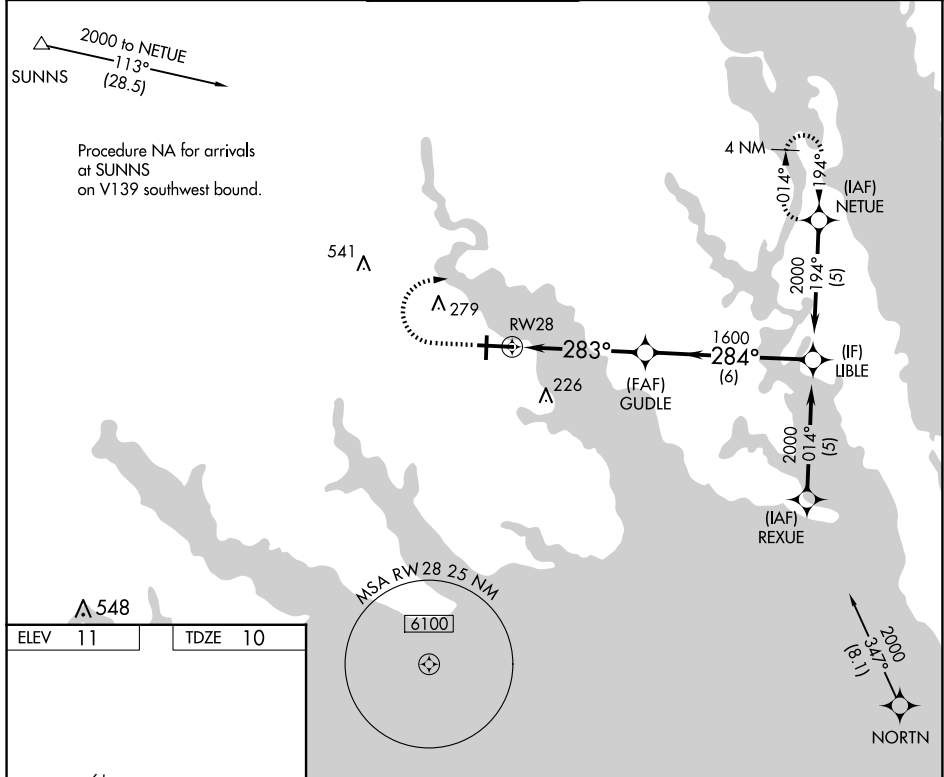 2000 to NETUE
113°
(28.5)
SUNNS
Procedure NA for arrivals
at SUNNS
on V139 southwest bound.
4 NM
014°
194°
(IAF)
NETUE
2000
194°
(5)
541
279
RW28
283°
1600
284°
(6)
(IF)
LIBLE
(FAF)
GUDLE
226
2000
014°
(5)
(IAF)
REXUE
MSA RW 28 25 NM
6100
548
ELEV 11
TDZE 10
2000
347°
(8.1)
NORTN